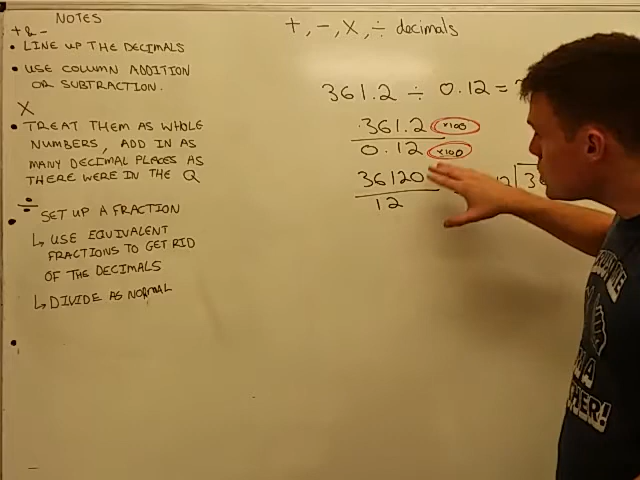 NOTES
+ & -
• LINE UP THE DECIMALS
• USE COLUMN ADDITION
OR SUBTRACTION.
X
• TREAT THEM AS WHOLE
NUMBERS, ADD IN AS
MANY DECIMAL PLACES AS
THERE WERE IN THE Q
÷
• SET UP A FRACTION
↳ USE EQUIVALENT
FRACTIONS TO GET RID
OF THE DECIMALS
↳ DIVIDE AS NORMAL
•
+, -, X, ÷ decimals
361.2 ÷ 0.12 = ?
361.2 ×100
0.12 ×100
36120
12